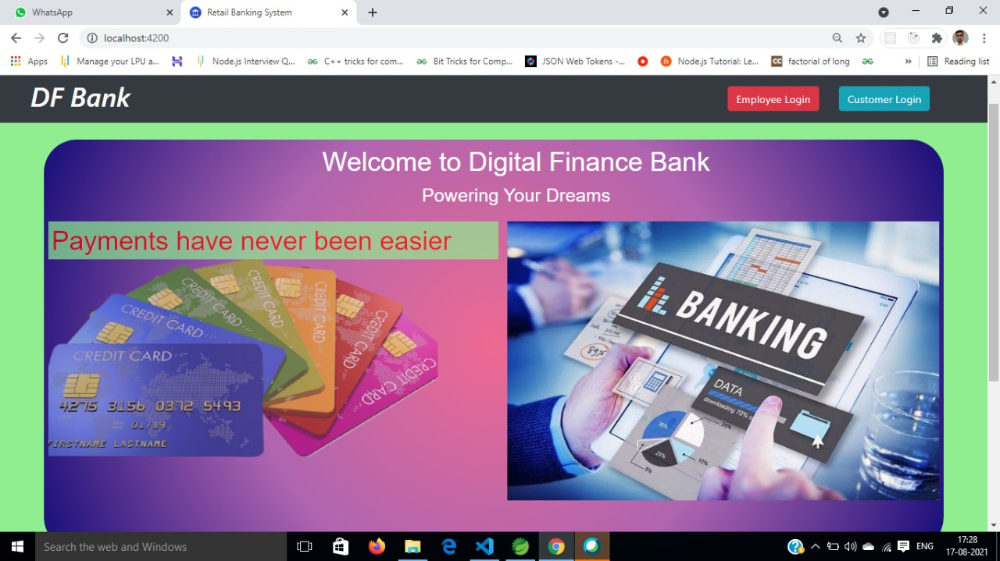 WhatsApp
Retail Banking System
localhost:4200
Apps
Manage your LPU a...
Node.js Interview Q...
C++ tricks for com...
Bit Tricks for Comp...
JSON Web Tokens -...
Node.js Tutorial: Le...
CC factorial of long
»
Reading list
DF Bank
Employee Login
Customer Login
Welcome to Digital Finance Bank
Powering Your Dreams
Payments have never been easier
CREDIT CARD
CREDIT CARD
CREDIT CARD
CREDIT CARD
CREDIT CARD
CREDIT CARD
4275 3156 0372 5493
01/19
FIRSTNAME LASTNAME
BANKING
DATA
downloading 70%
35%
25%
25%
10%
5%
Search the web and Windows
ENG
17:28
17-08-2021